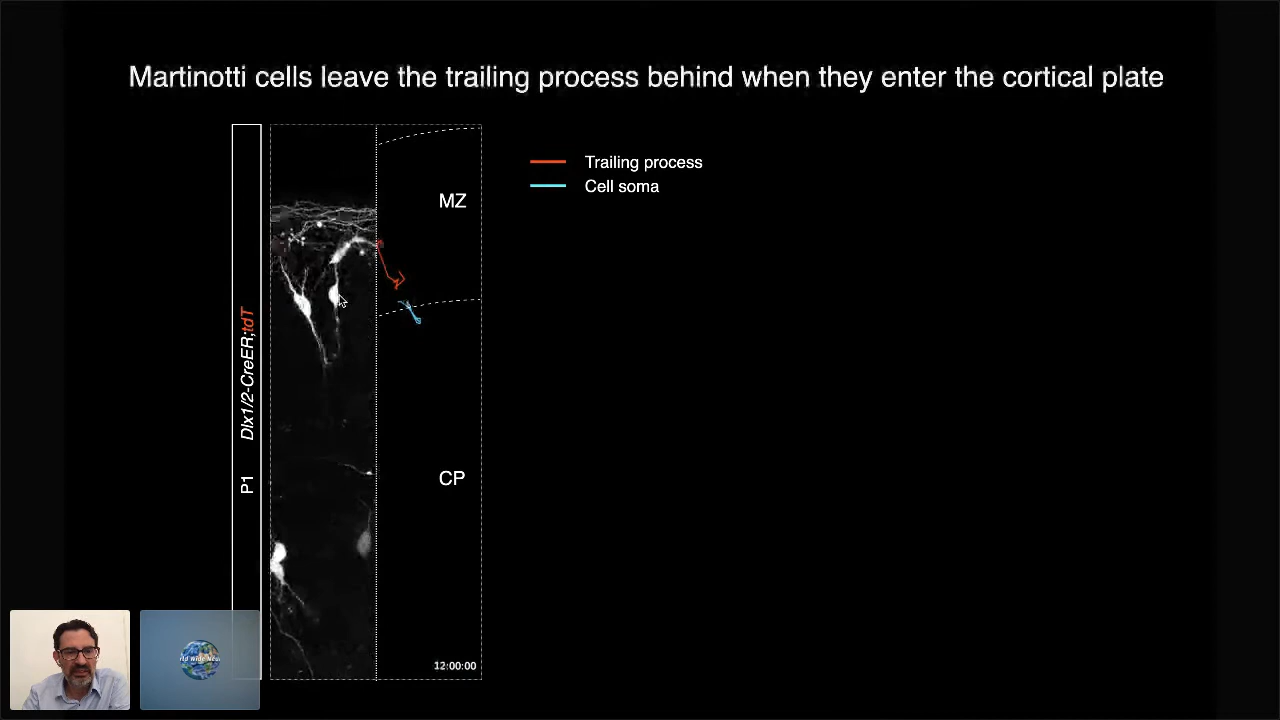 Martinotti cells leave the trailing process behind when they enter the cortical plate
Trailing process
Cell soma
MZ
P1 Dlx1/2-CreER;tdT
CP
12:00:00